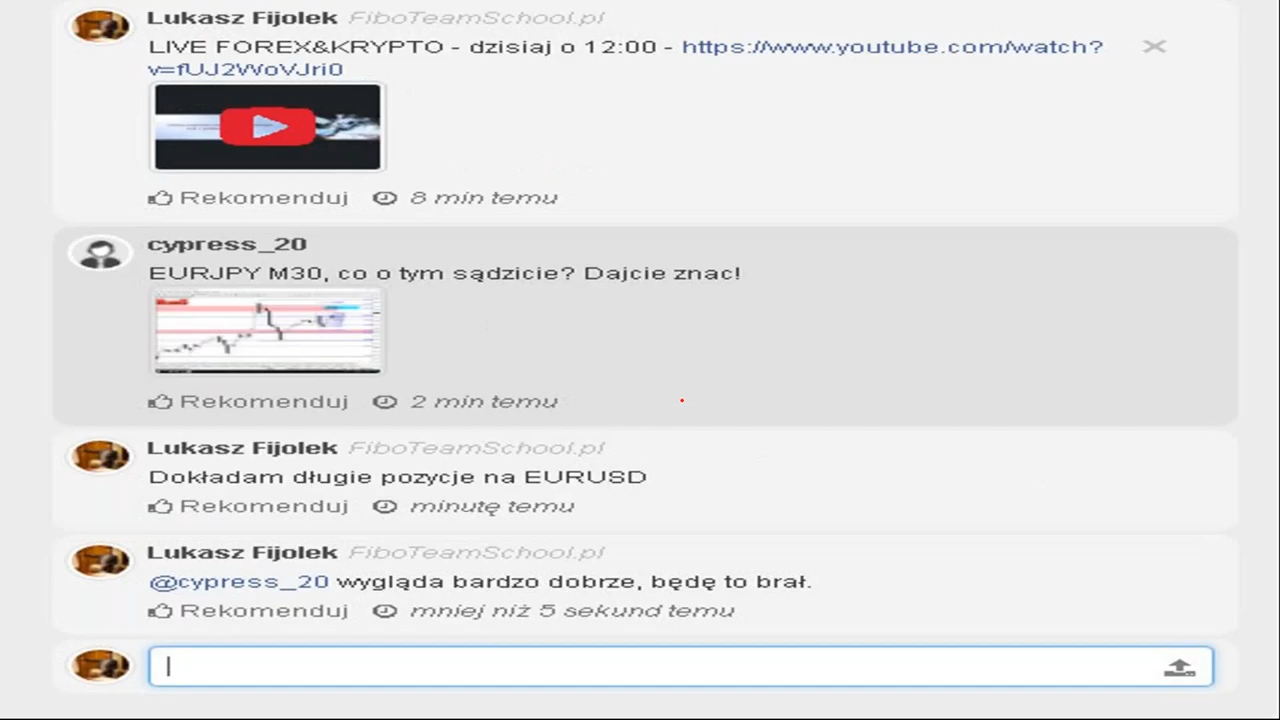 Lukasz Fijolek FiboTeamSchool.pl
LIVE FOREX&KRYPTO - dzisiaj o 12:00 - https://www.youtube.com/watch?
v=fUJ2WoVJri0
Rekomenduj 8 min temu
cypress_20
EURJPY M30, co o tym sądzicie? Dajcie znac!
Rekomenduj 2 min temu
Lukasz Fijolek FiboTeamSchool.pl
Dokładam długie pozycje na EURUSD
Rekomenduj minutę temu
Lukasz Fijolek FiboTeamSchool.pl
@cypress_20 wygląda bardzo dobrze, będę to brał.
Rekomenduj mniej niż 5 sekund temu